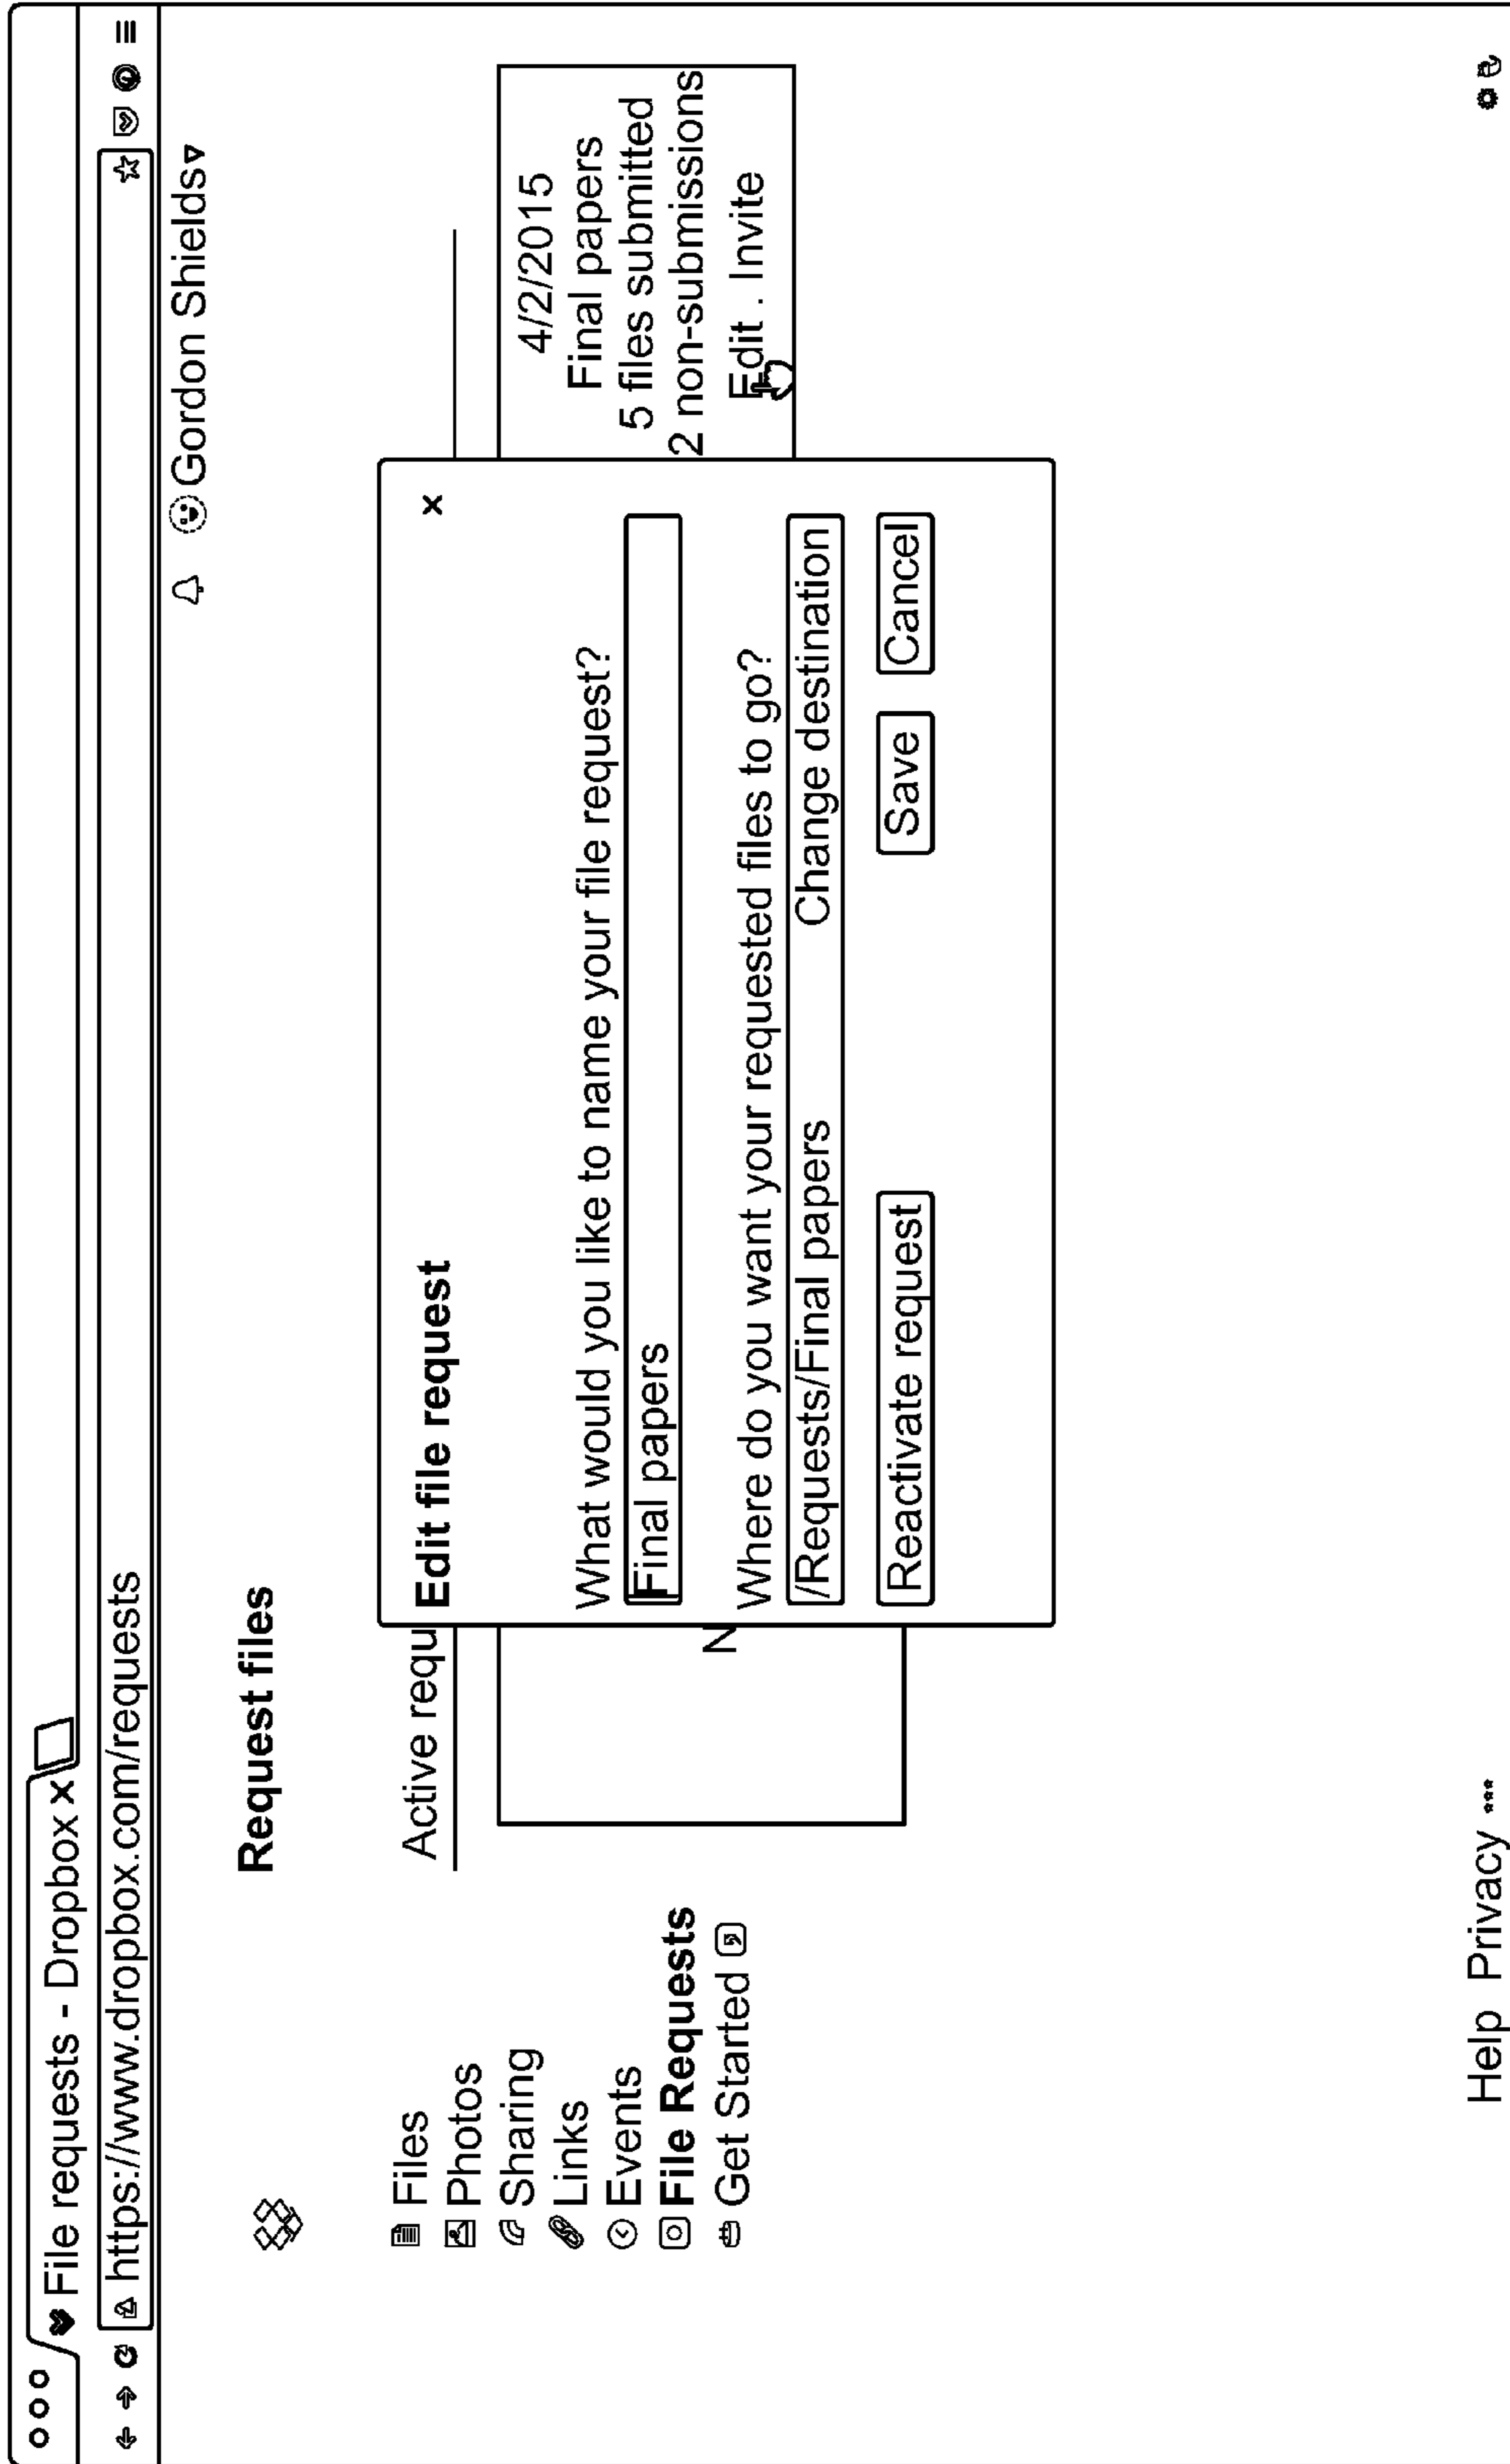 File requests - Dropbox x
https://www.dropbox.com/requests
Gordon Shields
Request files
Files
Photos
Sharing
Links
Events
File Requests
Get Started
Active requ
N
4/2/2015
Final papers
5 files submitted
2 non-submissions
Edit . Invite
Edit file request
x
What would you like to name your file request?
Final papers
Where do you want your requested files to go?
/Requests/Final papers Change destination
Reactivate request Save Cancel
Help Privacy